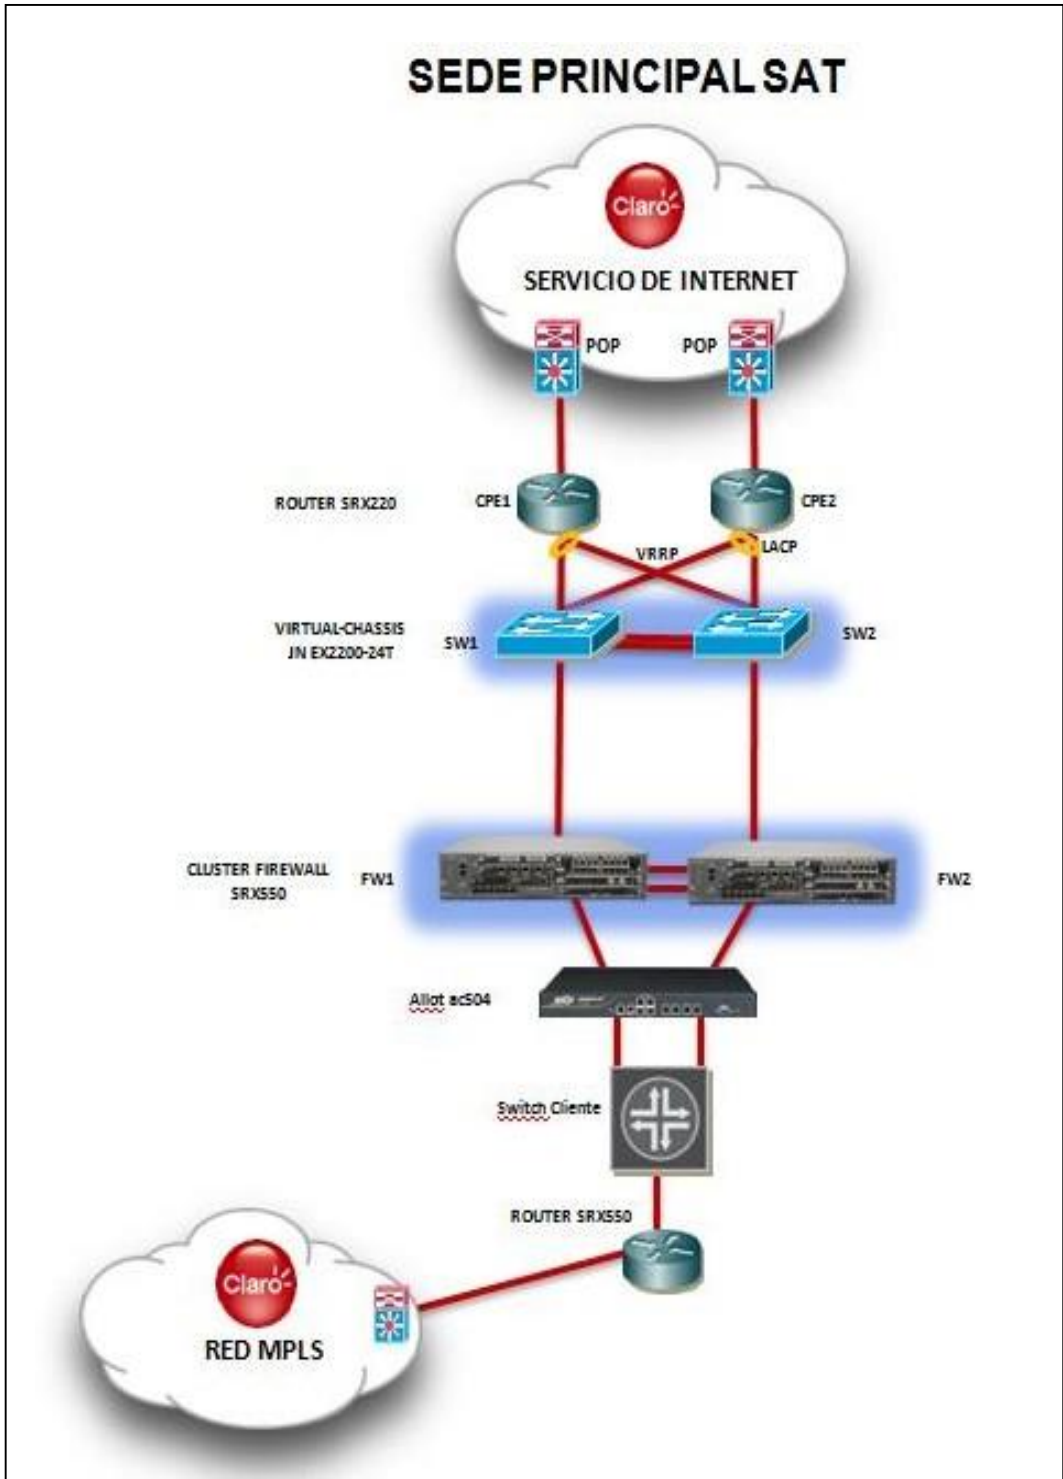 SEDE PRINCIPAL SAT
Claro
SERVICIO DE INTERNET
POP
POP
ROUTER SRX220
CPE1
CPE2
VRRP
LACP
VIRTUAL-CHASSIS
JN EX2200-24T
SW1
SW2
CLUSTER FIREWALL
SRX550
FW1
FW2
Allot ac504
Switch Cliente
ROUTER SRX550
Claro
RED MPLS